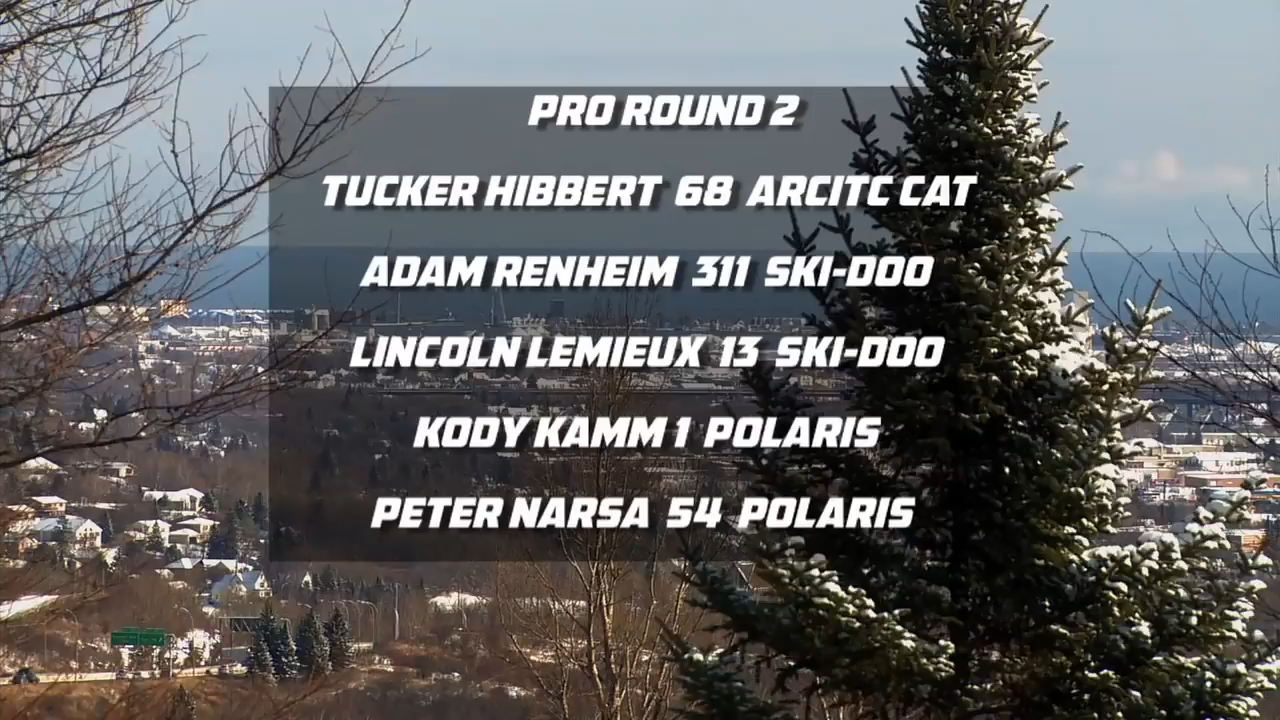 PRO ROUND 2
TUCKER HIBBERT 68 ARCITC CAT
ADAM RENHEIM 311 SKI-DOO
LINCOLN LEMIEUX 13 SKI-DOO
KODY KAMM 1 POLARIS
PETER NARSA 54 POLARIS